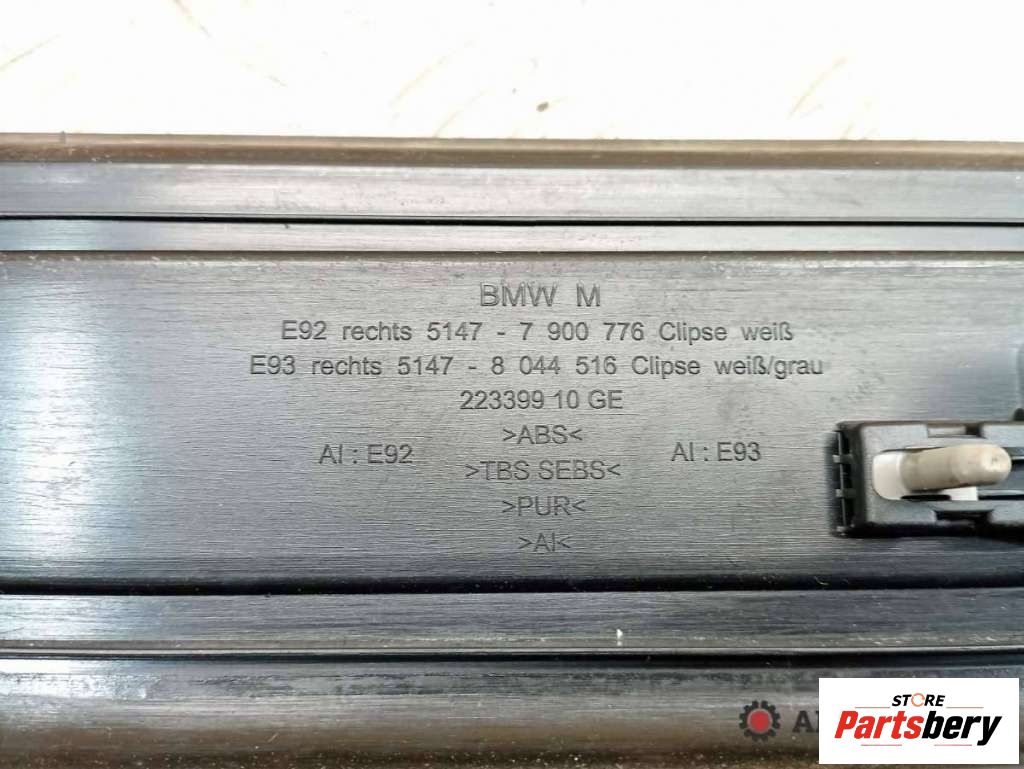 BMW M
E92 rechts 5147 - 7 900 776 Clipse weiß
E93 rechts 5147 - 8 044 516 Clipse weiß/grau
223399 10 GE
>ABS<
AI : E92
AI : E93
>TBS SEBS<
>PUR<
>AI<
STORE
Partsbery